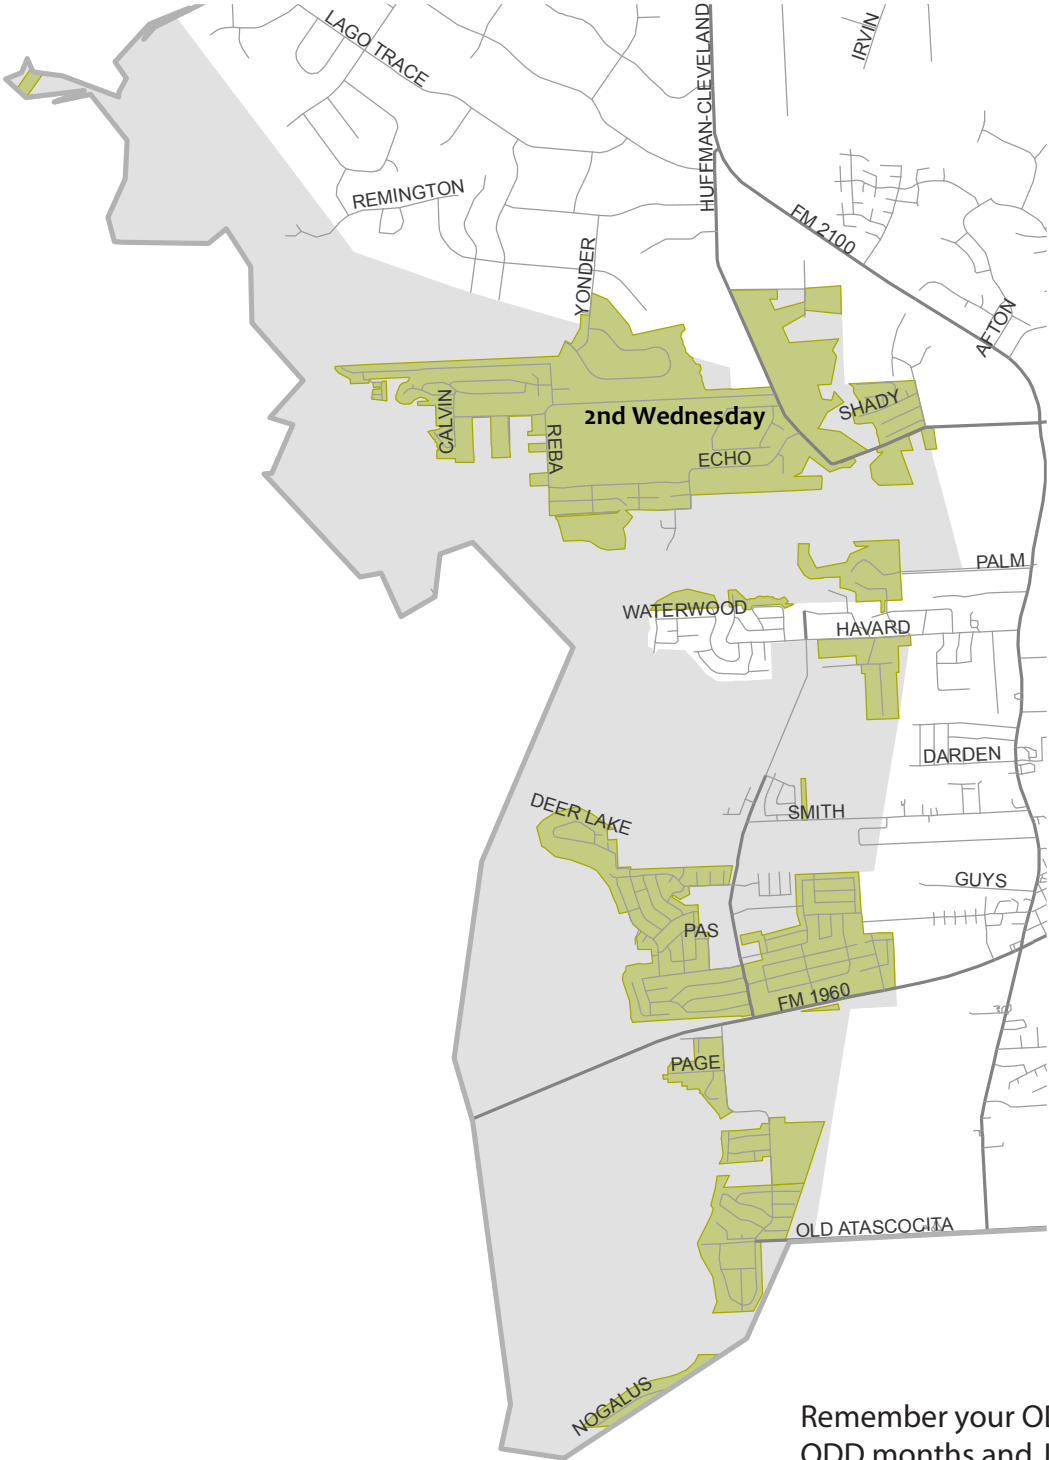 LAGO TRACE
HUFFMAN-CLEVELAND
IRVIN
REMINGTON
FM 2100
YONDER
AFTON
CALVIN
2nd Wednesday
SHADY
REBA
ECHO
PALM
WATERWOOD
HAVARD
DARDEN
DEER LAKE
SMITH
GUYS
PAS
FM 1960
PAGE
OLD ATASCOCITA
NOGALUS
Remember your
ODD months and